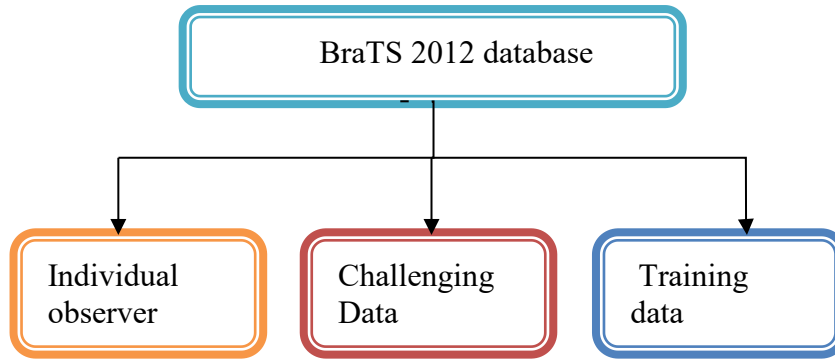 BraTS 2012 database
Individual
observer
Challenging
Data
Training
data